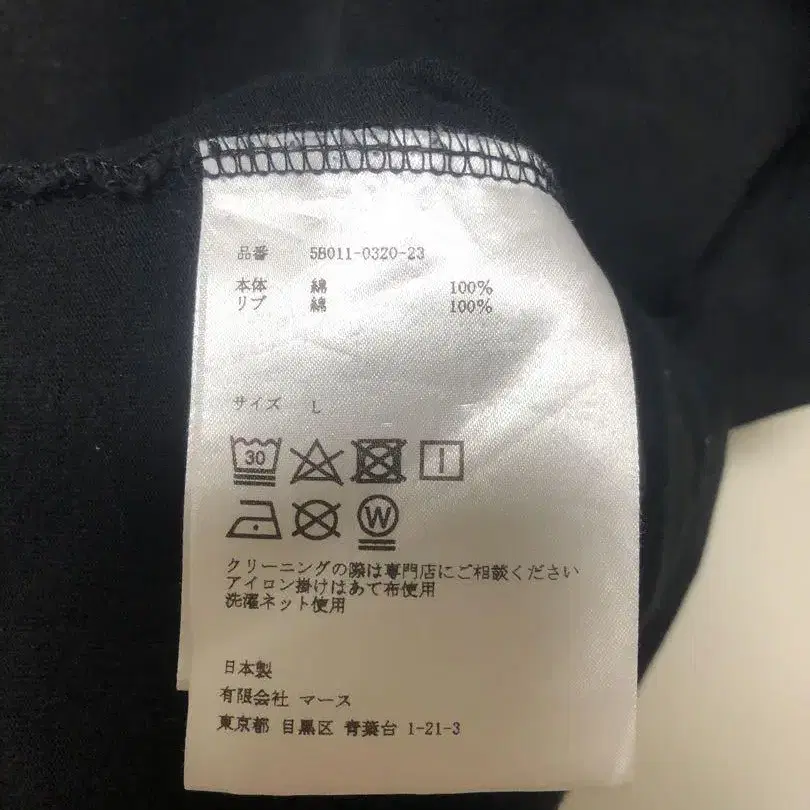 品番 5B011-0320-23
本体 綿 100%
リブ 綿 100%
サイズ L
30
W
クリーニングの際は専門店にご相談ください
アイロン掛けはあて布使用
洗濯ネット使用
日本製
有限会社 マース
東京都 目黒区 青葉台 1-21-3